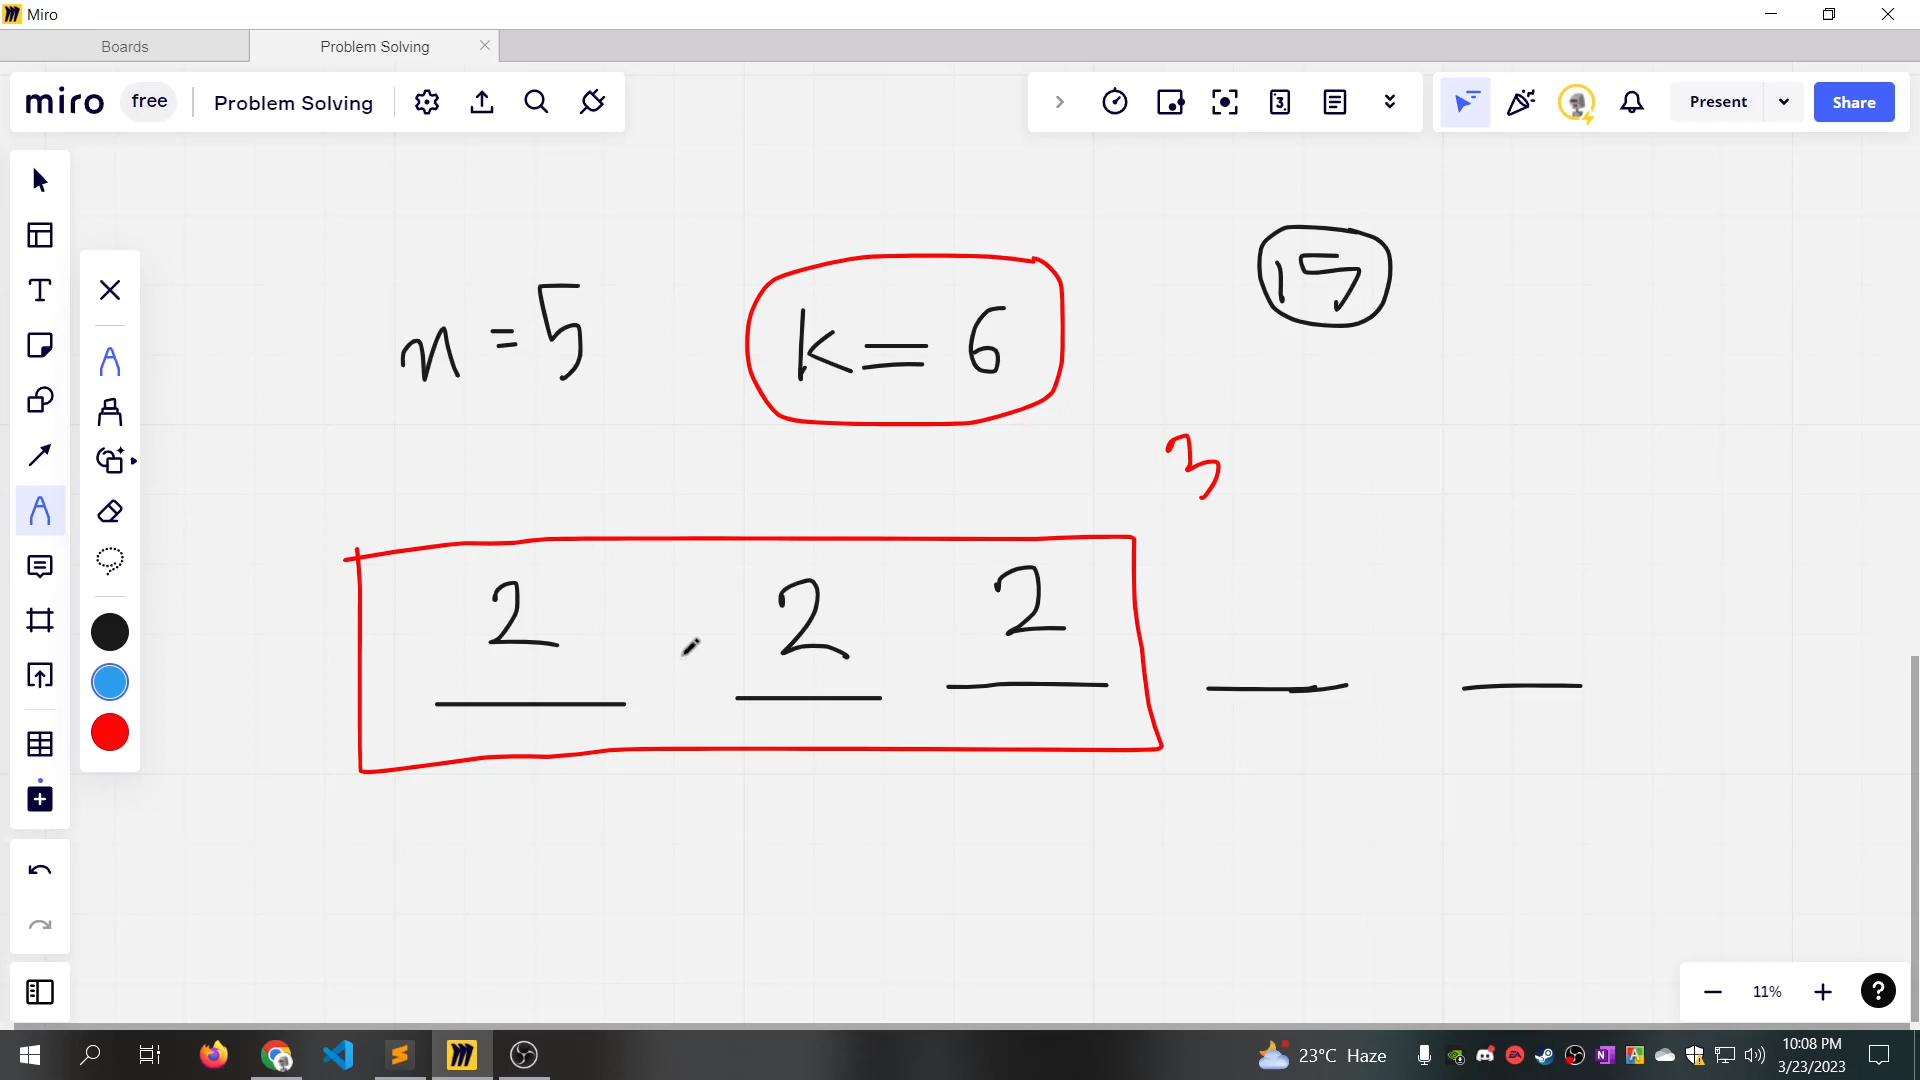 Miro
Boards
Problem Solving
miro
free
Problem Solving
3
Present
Share
n = 5
k = 6
15
3
2 . 2 2
11%
?
23°C Haze
10:08 PM
3/23/2023